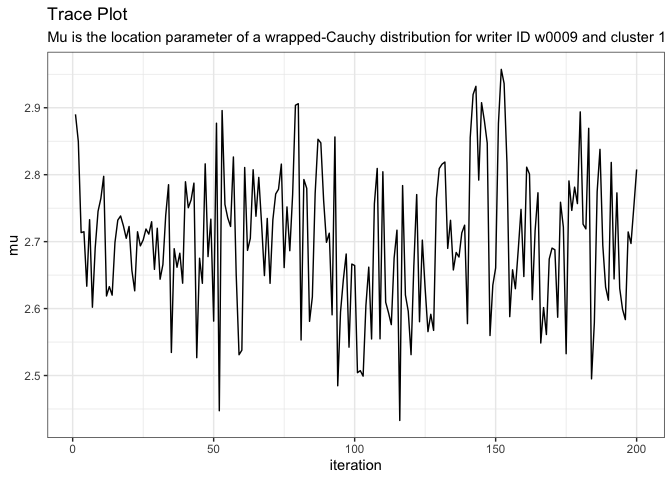 Trace Plot
Mu is the location parameter of a wrapped-Cauchy distribution for writer ID w0009 and cluster 1
2.9
2.8
2.7
2.6
2.5
mu
0 50 100 150 200
iteration